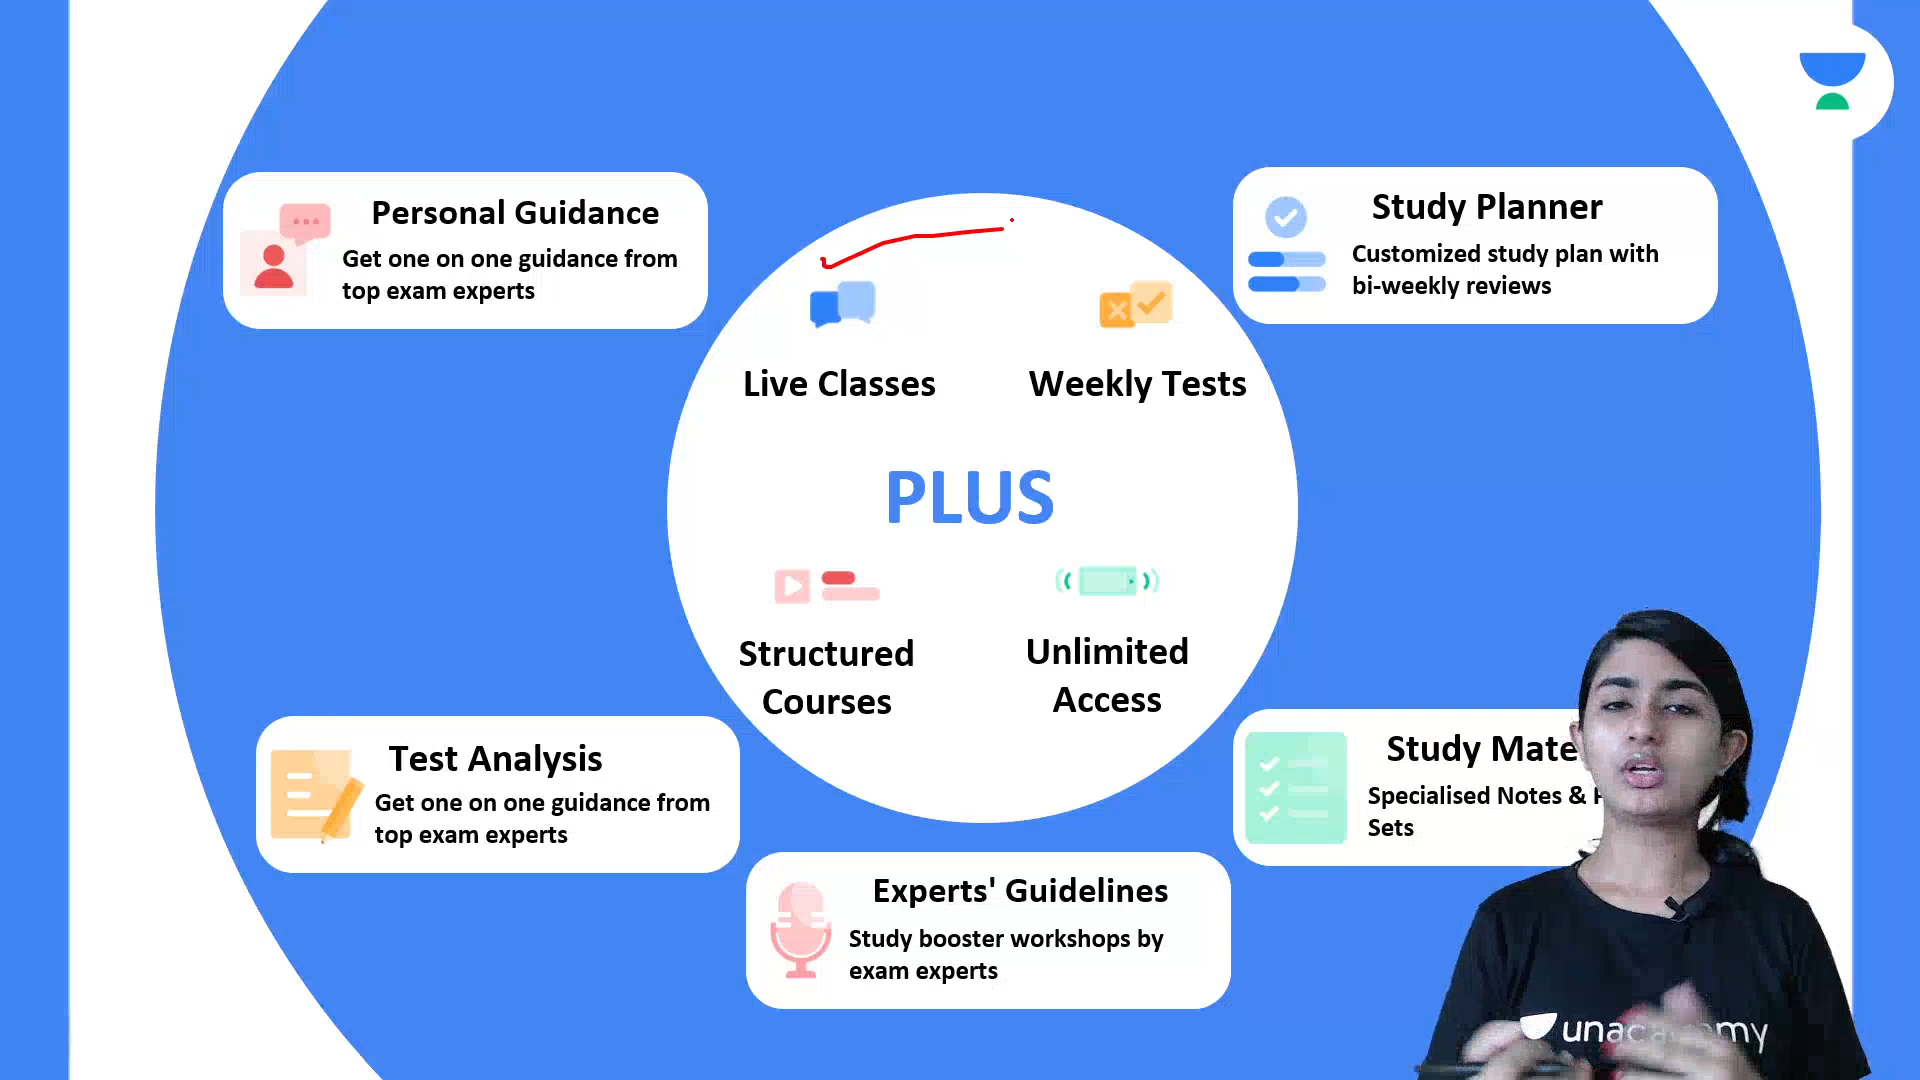 Personal Guidance
Get one on one guidance from
top exam experts
Study Planner
Customized study plan with
bi-weekly reviews
Live Classes
Weekly Tests
PLUS
Structured
Courses
Unlimited
Access
Test Analysis
Get one on one guidance from
top exam experts
Study
Specialised Notes &
Sets
Experts' Guidelines
Study booster workshops by
exam experts